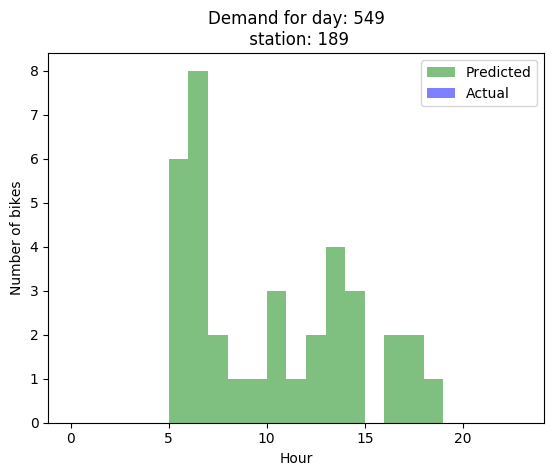 Demand for day: 549
station: 189
Predicted
Actual
Number of bikes
8
7
6
5
4
3
2
1
0
0 5 10 15 20
Hour